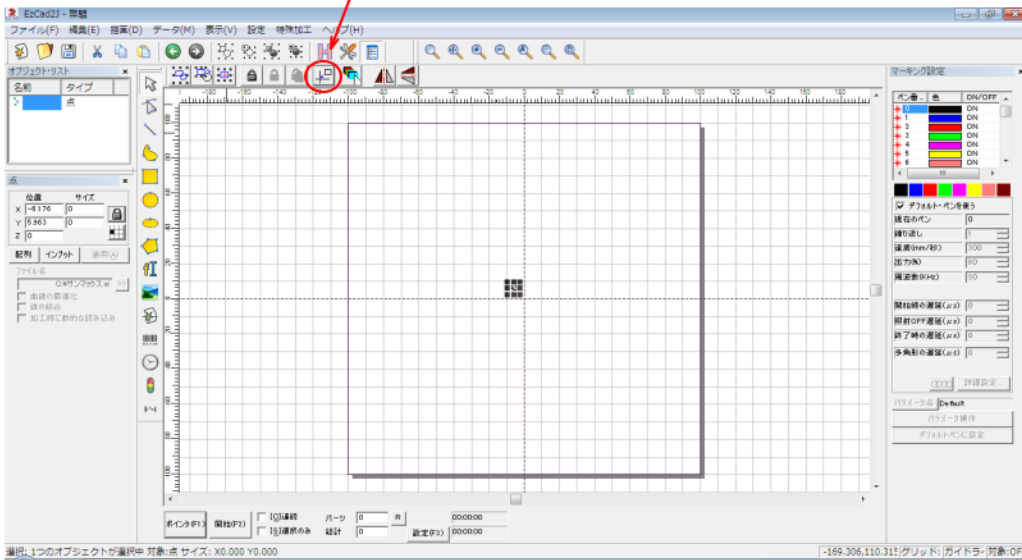 EzCad2J - 無題
ファイル(F) 編集(E) 描画(D) データ(M) 表示(V) 設定 特殊加工 ヘルプ(H)
オブジェクト・リスト
名前 タイプ
点
点
位置 サイズ
X -6.176 0
Y 5.963 0
Z 0
配列 インプット 適用(A)
ファイル名
>>
曲線の最適化
線の結合
加工時に動的な読み込み
ポインタ(F1) 開始(F2)
[C]連続 パーツ 0 R 00:00:00
[S]選択のみ 総計 0 設定(F3) 00:00:00
マーキング設定
ペン番.. 色 ON/OFF
0 ON
1 ON
2 ON
3 ON
4 ON
5 ON
6 ON
デフォルト・ペンを使う
現在のペン 0
繰り返し 1
速度(mm/秒) 300
出力(%) 80
周波数(KHz) 90
開始時の遅延(μs) 0
照射OFF遅延(μs) 0
終了時の遅延(μs) 0
多角形の遅延(μs) 0
詳細設定...
パラメータ名 Default
パラメータ操作
デフォルトペンに設定
選択: 1つのオブジェクトが選択中 対象:点 サイズ: X0.000 Y0.000
-169.306,110.315 グリッド: ガイドラ- 対象:OF